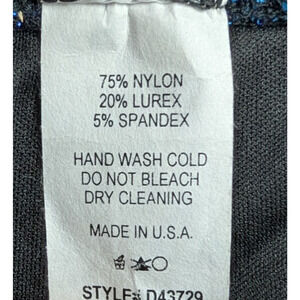 75% NYLON
20% LUREX
5% SPANDEX
HAND WASH COLD
DO NOT BLEACH
DRY CLEANING
MADE IN U.S.A.
STYLE# D43729